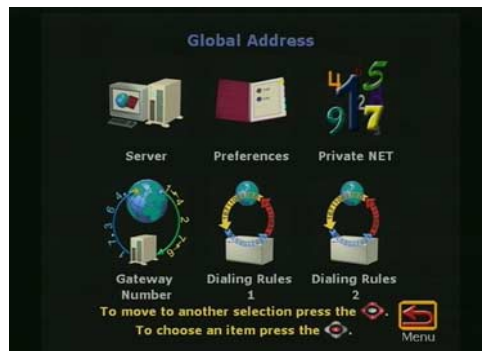 Global Address
Server
Preferences
Private NET
Gateway
Number
Dialing Rules
1
Dialing Rules
2
To move to another selection press the
To choose an item press the
Menu